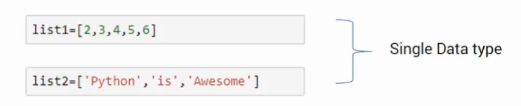 list1=[2,3,4,5,6]
Single Data type
list2=['Python','is','Awesome']